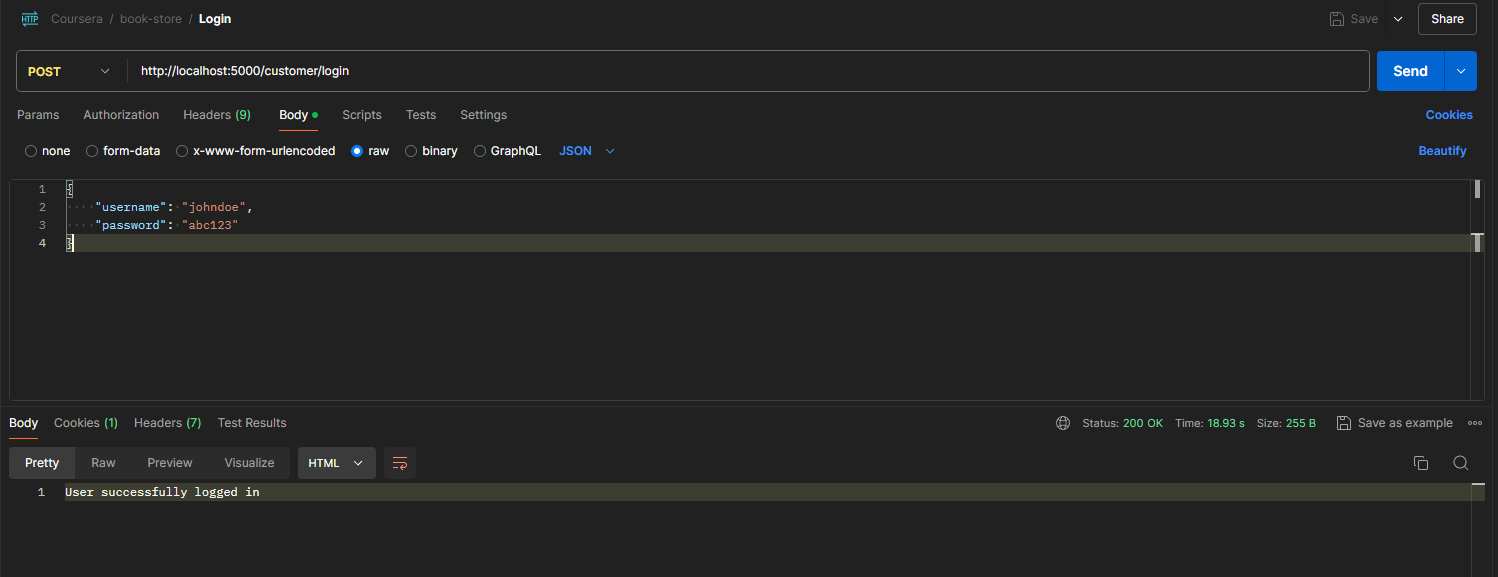 HTTP Coursera / book-store / Login Save Share
POST http://localhost:5000/customer/login Send
Params Authorization Headers (9) Body Scripts Tests Settings Cookies
none form-data x-www-form-urlencoded raw binary GraphQL JSON Beautify
1 {
2 "username": "johndoe",
3 "password": "abc123"
4 }
Body Cookies (1) Headers (7) Test Results Status: 200 OK Time: 18.93 s Size: 255 B Save as example
Pretty Raw Preview Visualize HTML
1 User successfully logged in